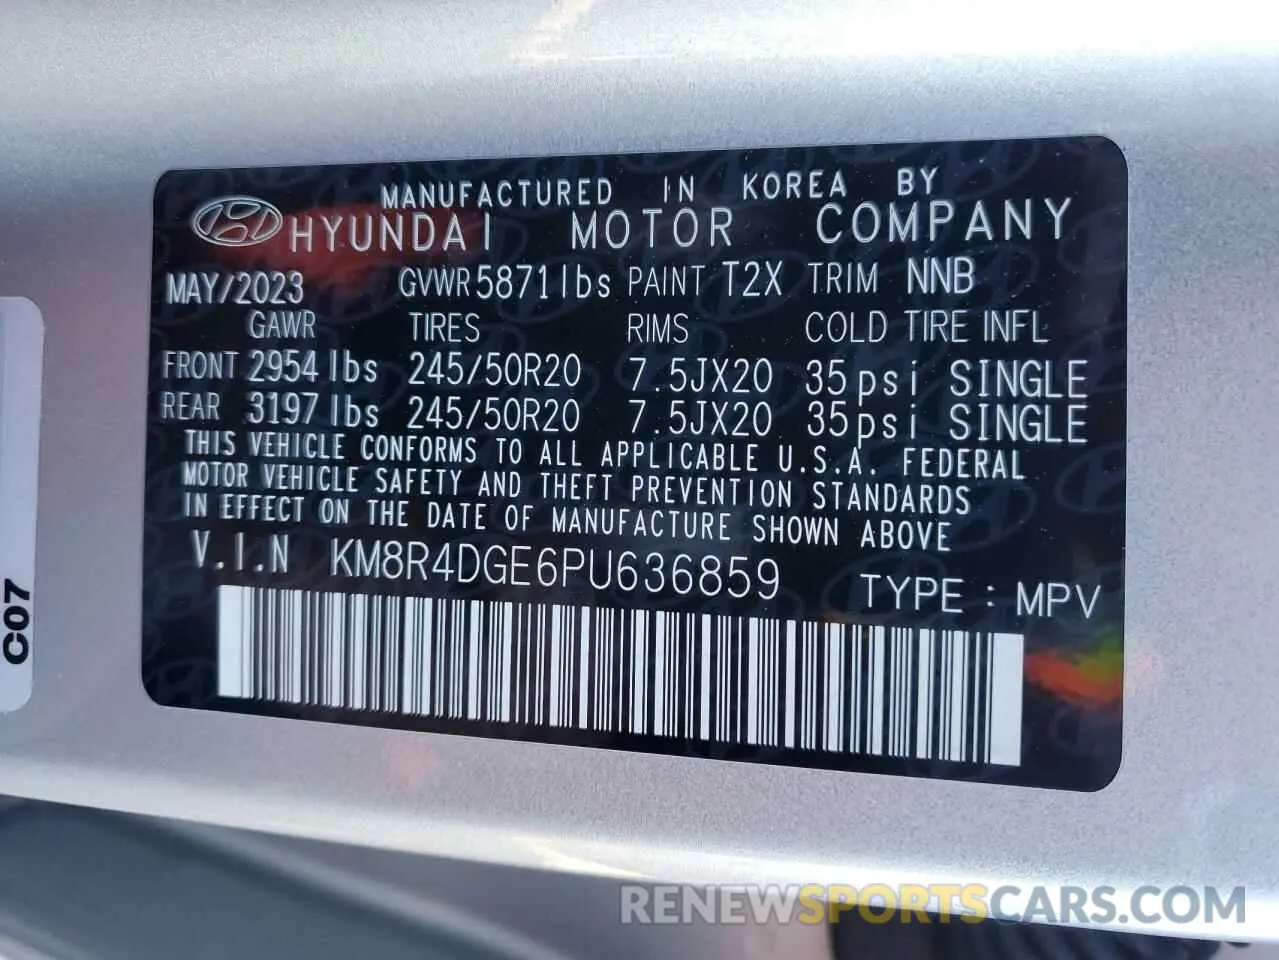 MANUFACTURED IN KOREA BY
HYUNDAI MOTOR COMPANY
MAY/2023 GVWR 5871 lbs PAINT T2X TRIM NNB
GAWR TIRES RIMS COLD TIRE INFL
FRONT 2954 lbs 245/50R20 7.5JX20 35psi SINGLE
REAR 3197 lbs 245/50R20 7.5JX20 35psi SINGLE
THIS VEHICLE CONFORMS TO ALL APPLICABLE U.S.A. FEDERAL
MOTOR VEHICLE SAFETY AND THEFT PREVENTION STANDARDS
IN EFFECT ON THE DATE OF MANUFACTURE SHOWN ABOVE
V.I.N KM8R4DGE6PU636859 TYPE : MPV
C07
RENEWSPORTSCARS.COM